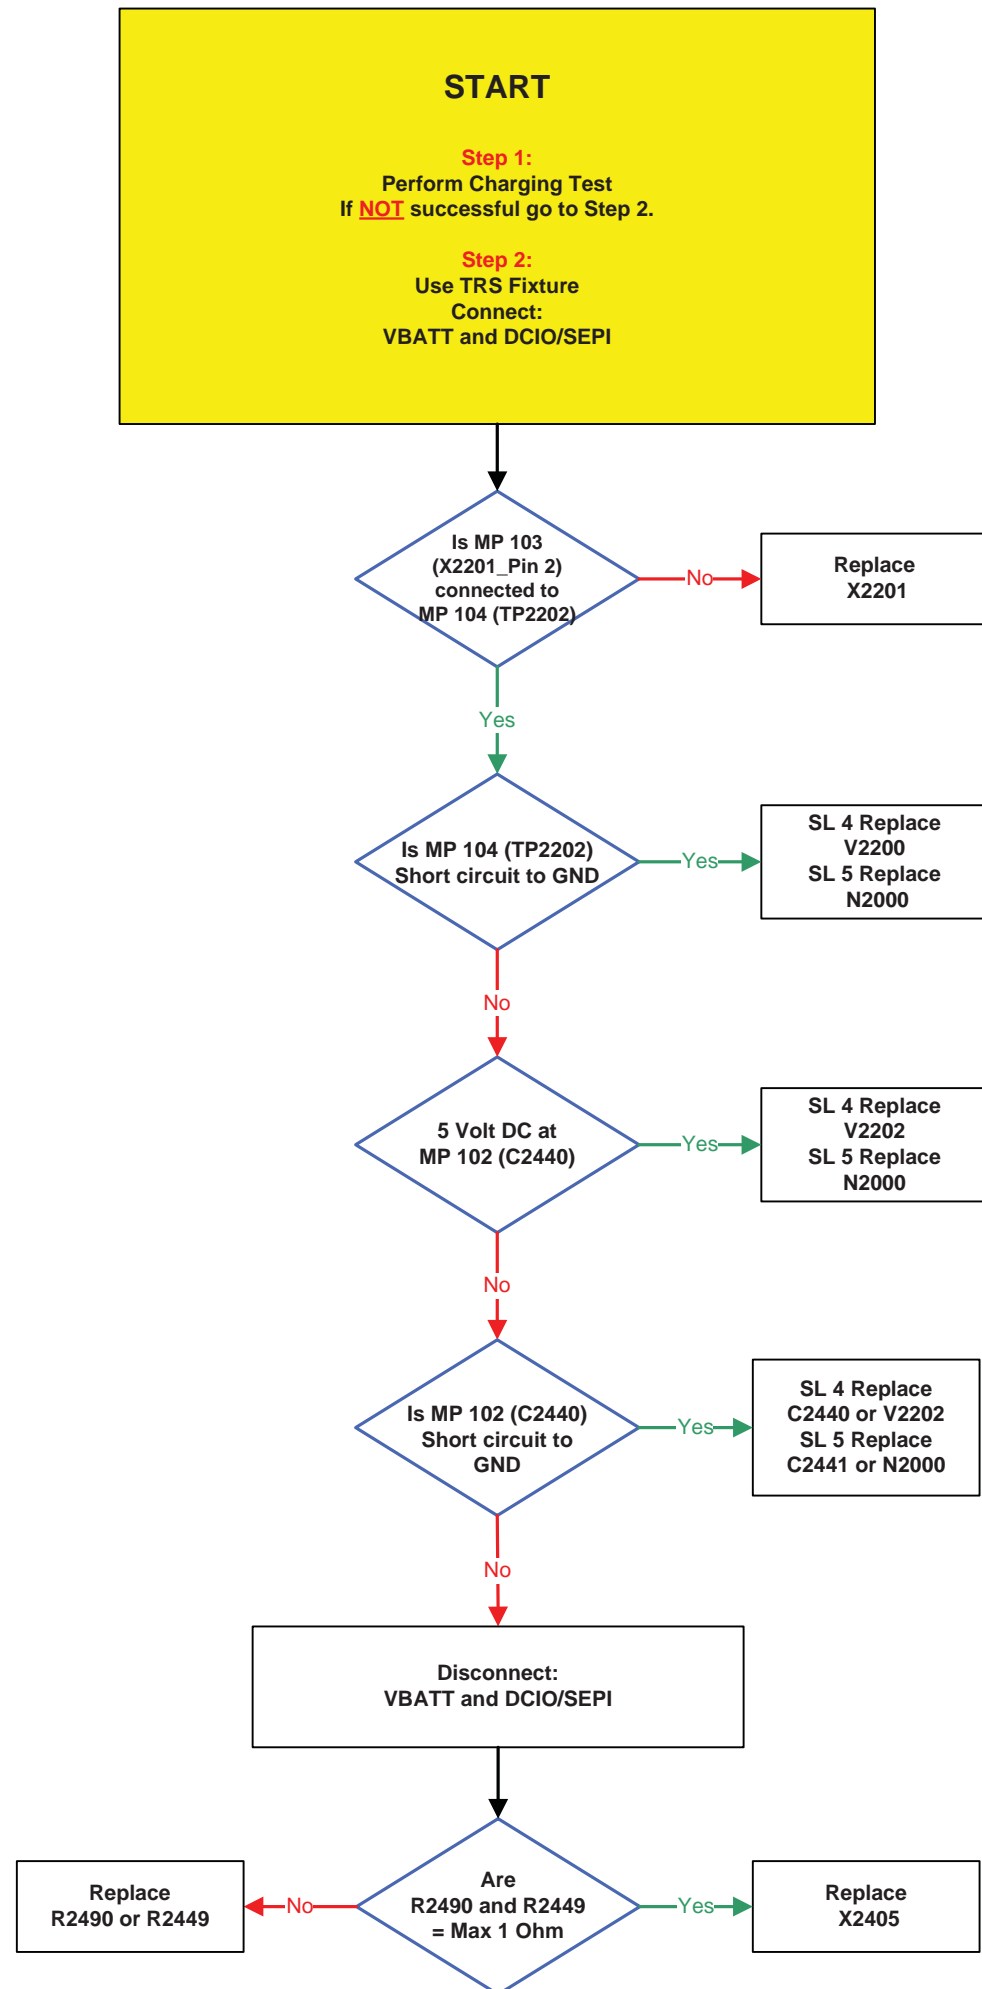 START
Step 1:
Perform Charging Test
If NOT successful go to Step 2.
Step 2:
Use TRS Fixture
Connect:
VBATT and DCIO/SEPI
Is MP 103
(X2201_Pin 2)
connected to
MP 104 (TP2202)
No
Replace
X2201
Yes
Is MP 104 (TP2202)
Short circuit to GND
Yes
SL 4 Replace
V2200
SL 5 Replace
N2000
No
5 Volt DC at
MP 102 (C2440)
Yes
SL 4 Replace
V2202
SL 5 Replace
N2000
No
Is MP 102 (C2440)
Short circuit to
GND
Yes
SL 4 Replace
C2440 or V2202
SL 5 Replace
C2441 or N2000
No
Disconnect:
VBATT and DCIO/SEPI
Replace
R2490 or R2449
No
Are
R2490 and R2449
= Max 1 Ohm
Yes
Replace
X2405